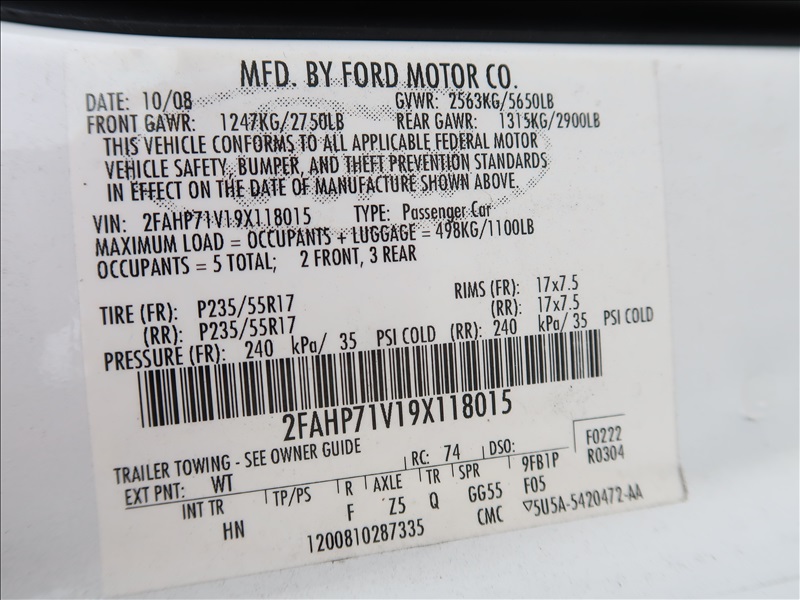 MFD. BY FORD MOTOR CO.
DATE: 10/08 GVWR: 2563KG/5650LB
FRONT GAWR: 1247KG/2750LB REAR GAWR: 1315KG/2900LB
THIS VEHICLE CONFORMS TO ALL APPLICABLE FEDERAL MOTOR
VEHICLE SAFETY, BUMPER, AND THEFT PREVENTION STANDARDS
IN EFFECT ON THE DATE OF MANUFACTURE SHOWN ABOVE.
VIN: 2FAHP71V19X118015 TYPE: Passenger Car
MAXIMUM LOAD = OCCUPANTS + LUGGAGE = 498KG/1100LB
OCCUPANTS = 5 TOTAL; 2 FRONT, 3 REAR
TIRE (FR): P235/55R17 RIMS (FR): 17x7.5
(RR): P235/55R17 (RR): 17x7.5
PRESSURE (FR): 240 kPa/ 35 PSI COLD (RR): 240 kPa/ 35 PSI COLD
2FAHP71V19X118015
TRAILER TOWING - SEE OWNER GUIDE RC: 74 DSO: F0222
EXT PNT: WT 9FB1P R0304
INT TR TP/PS R AXLE TR SPR F05
HN F Z5 Q GG55
1200810287335 CMC ▽5U5A-5420472-AA